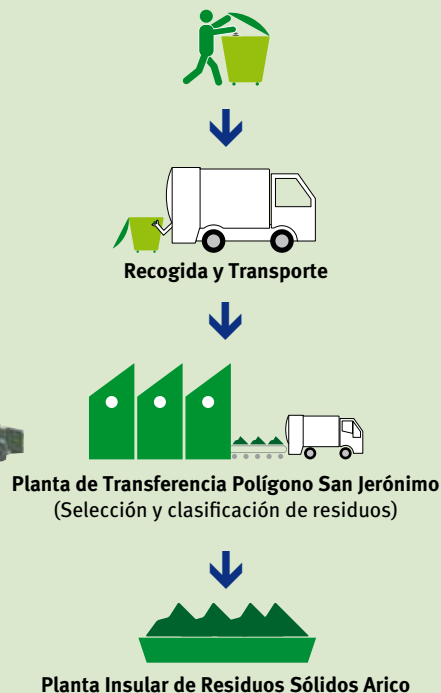 Recogida y Transporte
Planta de Transferencia Polígono San Jerónimo
(Selección y clasificación de residuos)
Planta Insular de Residuos Sólidos Arico